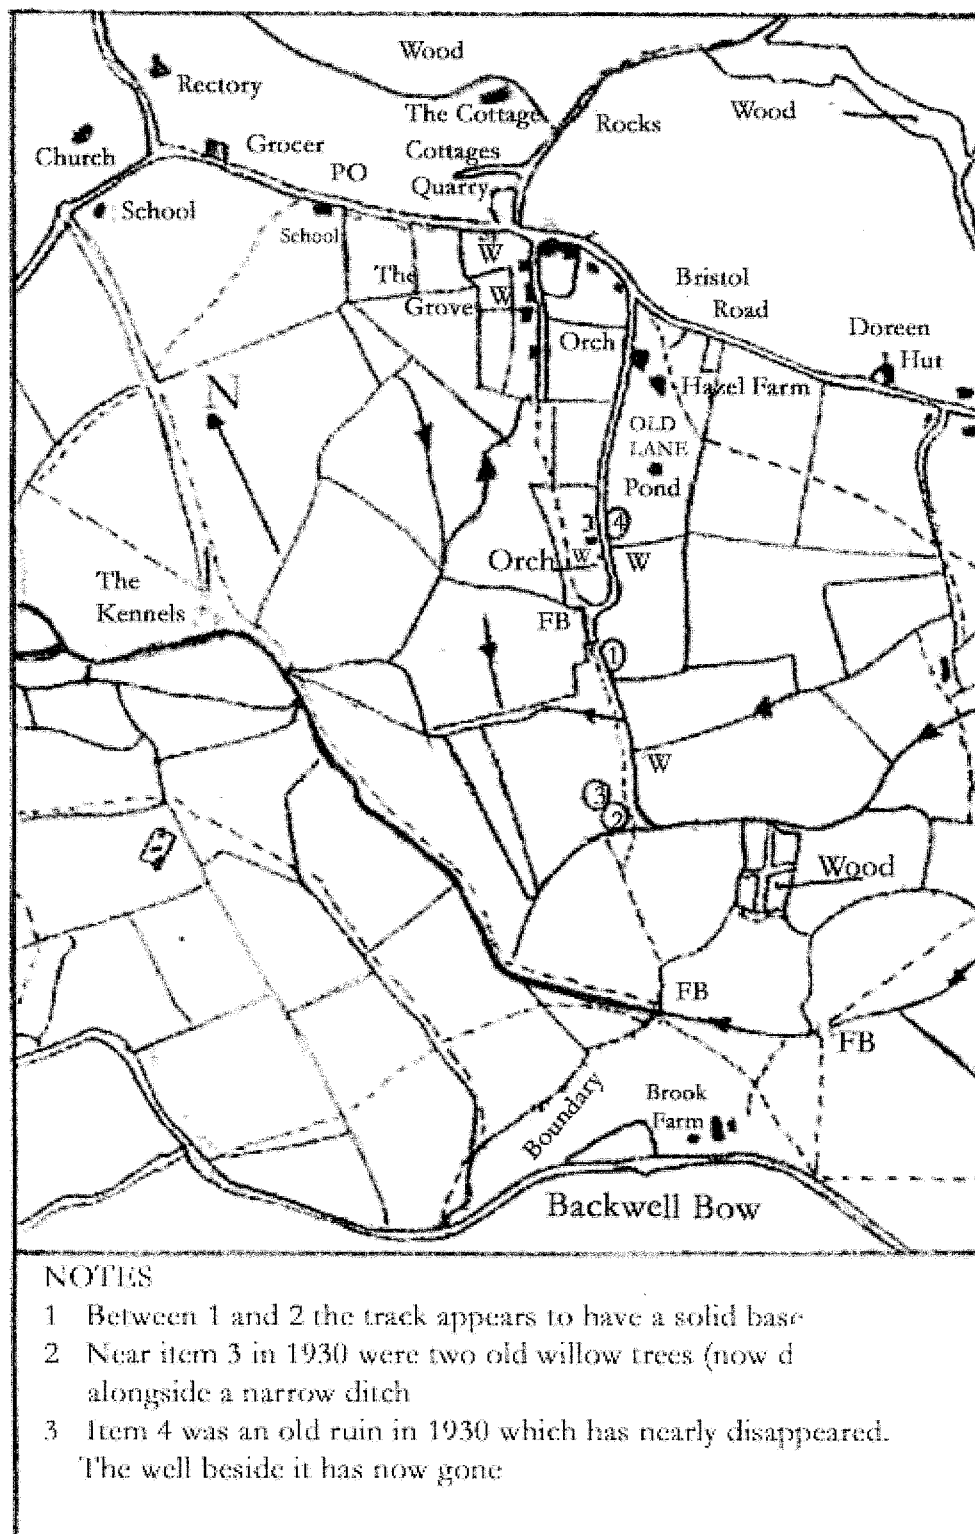 Wood
Rectory
The Cottage
Rocks
Wood
Church
Grocer
Cottages
PO
Quarry
School
School
W
The
Grove
W
Bristol
Road
Orch
Doreen
Hut
Hazel Farm
N
OLD
LANE
Pond
4
Orch
W
W
The
Kennels
FB
1
W
3
2
Wood
FB
FB
Boundary
Brook
Farm
Backwell Bow
NOTES
1 Between 1 and 2 the track appears to have a solid base
2 Near item 3 in 1930 were two old willow trees (now d
alongside a narrow ditch
3 Item 4 was an old ruin in 1930 which has nearly disappeared.
The well beside it has now gone